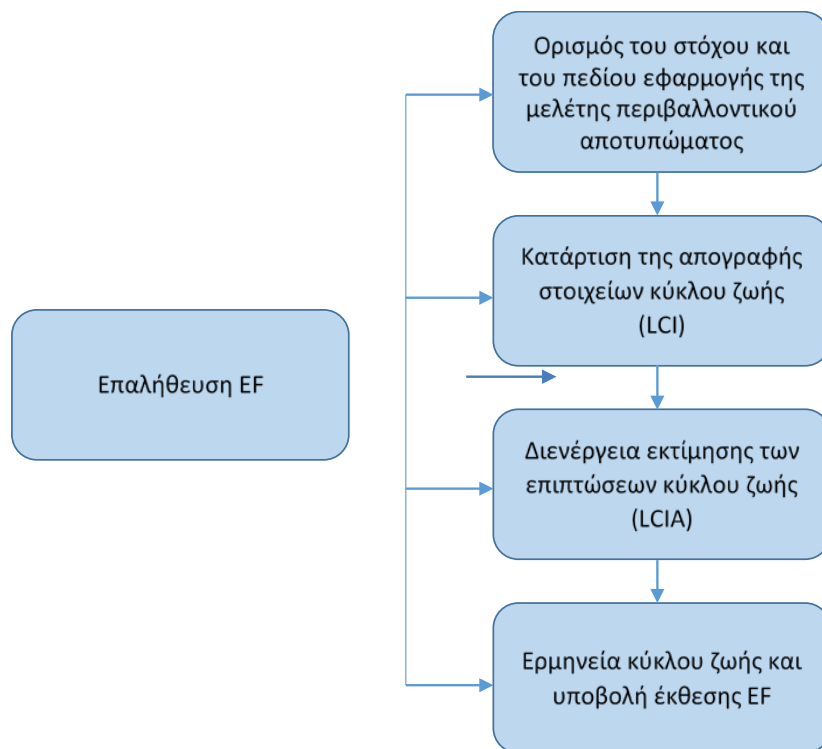 Ορισμός του στόχου και
του πεδίου εφαρμογής της
μελέτης περιβαλλοντικού
αποτυπώματος
Κατάρτιση της απογραφής
στοιχείων κύκλου ζωής
(LCI)
Επαλήθευση EF
Διενέργεια εκτίμησης των
επιπτώσεων κύκλου ζωής
(LCIA)
Ερμηνεία κύκλου ζωής και
υποβολή έκθεσης EF